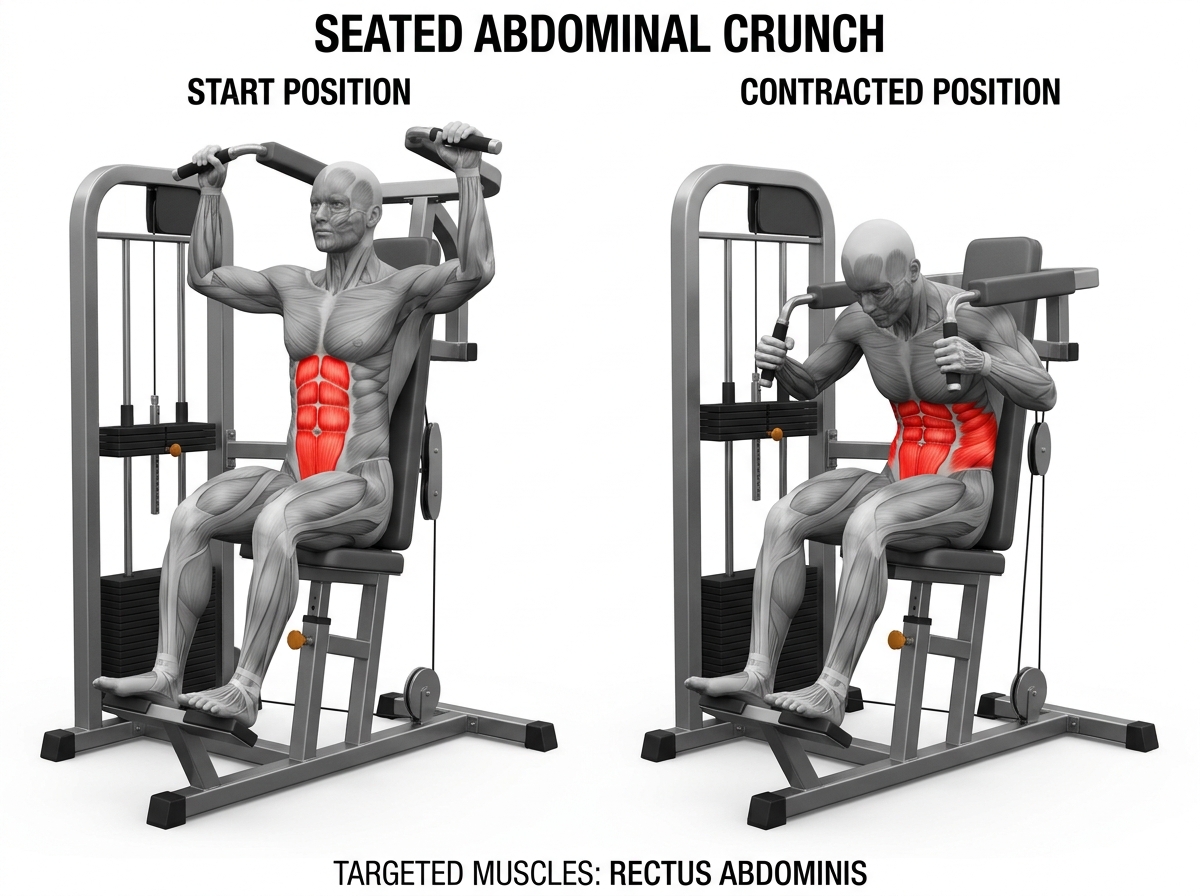 SEATED ABDOMINAL CRUNCH
START POSITION
CONTRACTED POSITION
TARGETED MUSCLES: RECTUS ABDOMINIS